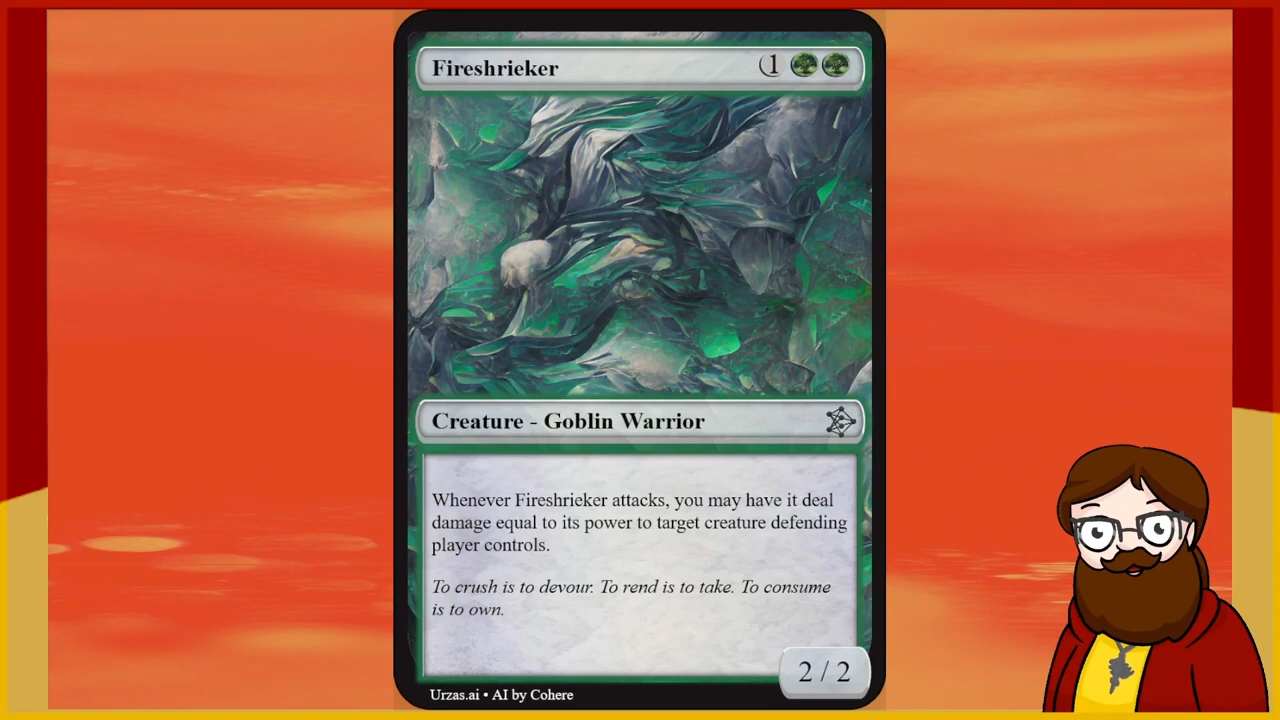 Fireshrieker 1
Creature - Goblin Warrior
Whenever Fireshrieker attacks, you may have it deal
damage equal to its power to target creature defending
player controls.
To crush is to devour. To rend is to take. To consume
is to own.
2 / 2
Urzas.ai • AI by Cohere